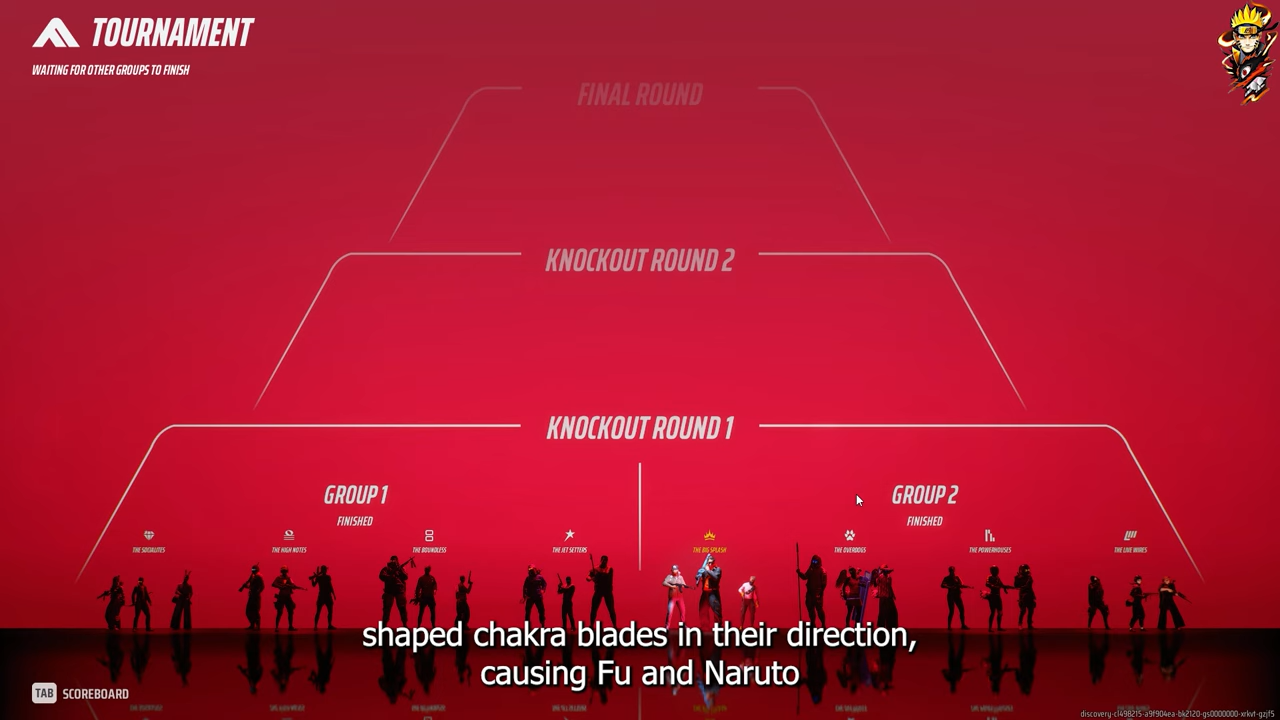 TOURNAMENT
WAITING FOR OTHER GROUPS TO FINISH
FINAL ROUND
KNOCKOUT ROUND 2
KNOCKOUT ROUND 1
GROUP 1
FINISHED
GROUP 2
FINISHED
THE SOCIALITES
THE HIGH NOTES
THE BOUNDLESS
THE JET SETTERS
THE BIG SPLASH
THE OVERDOGS
THE POWERHOUSES
THE LIVE WIRES
shaped chakra blades in their direction,
causing Fu and Naruto
TAB SCOREBOARD